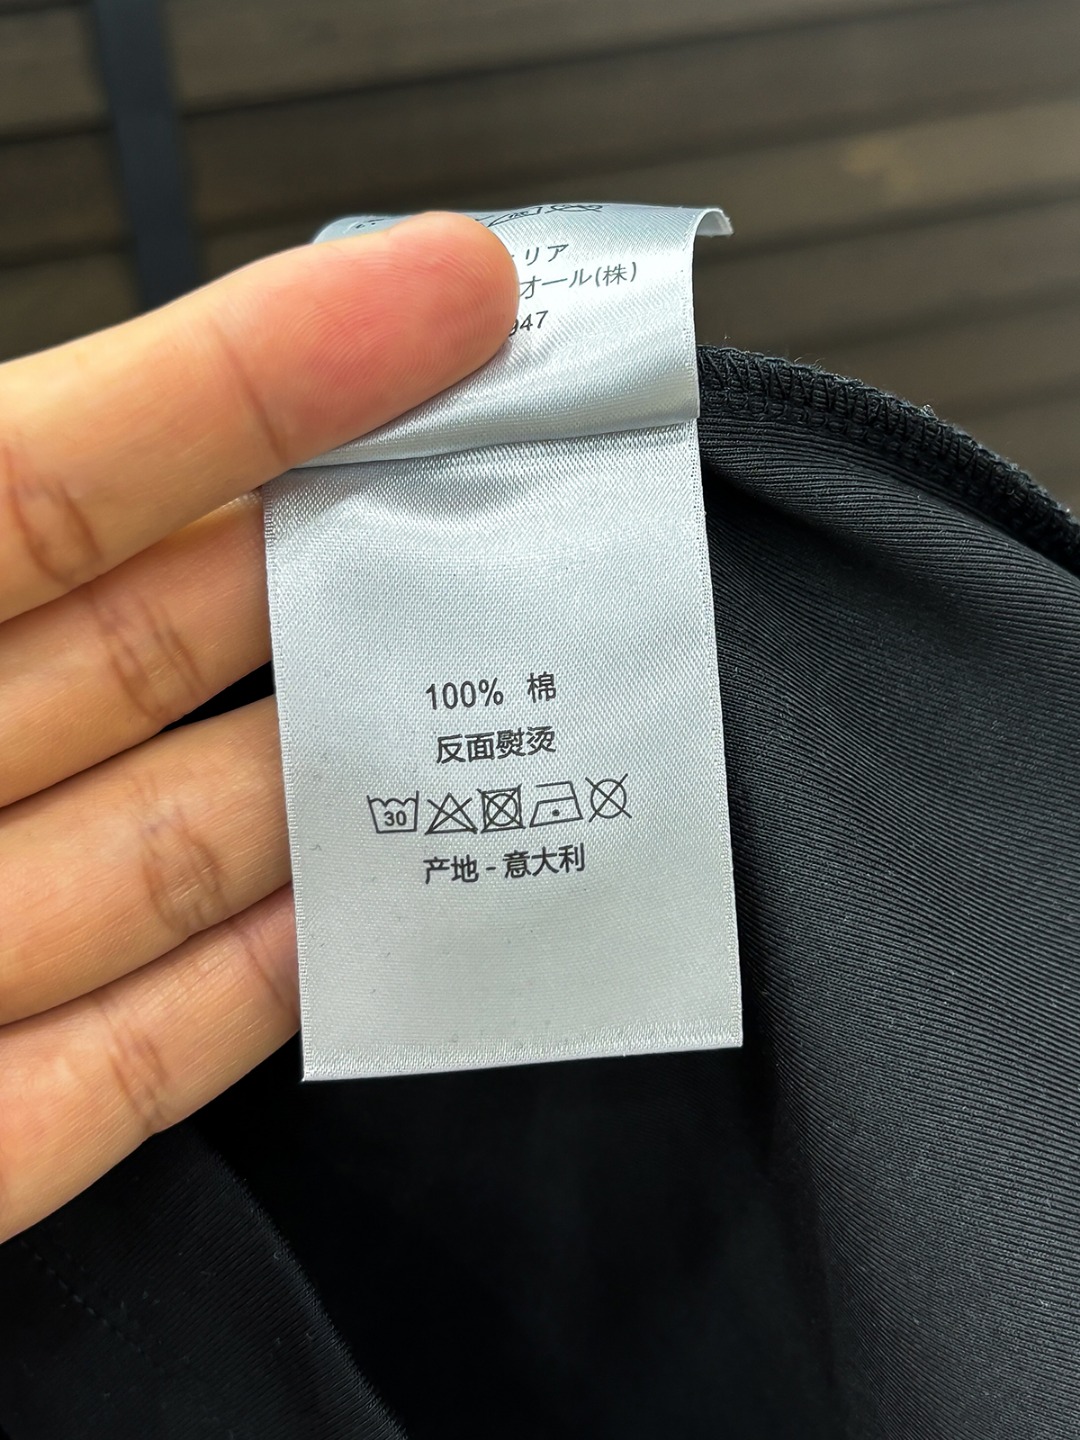 リア
オール(株)
947
100% 棉
反面熨烫
30
产地 - 意大利